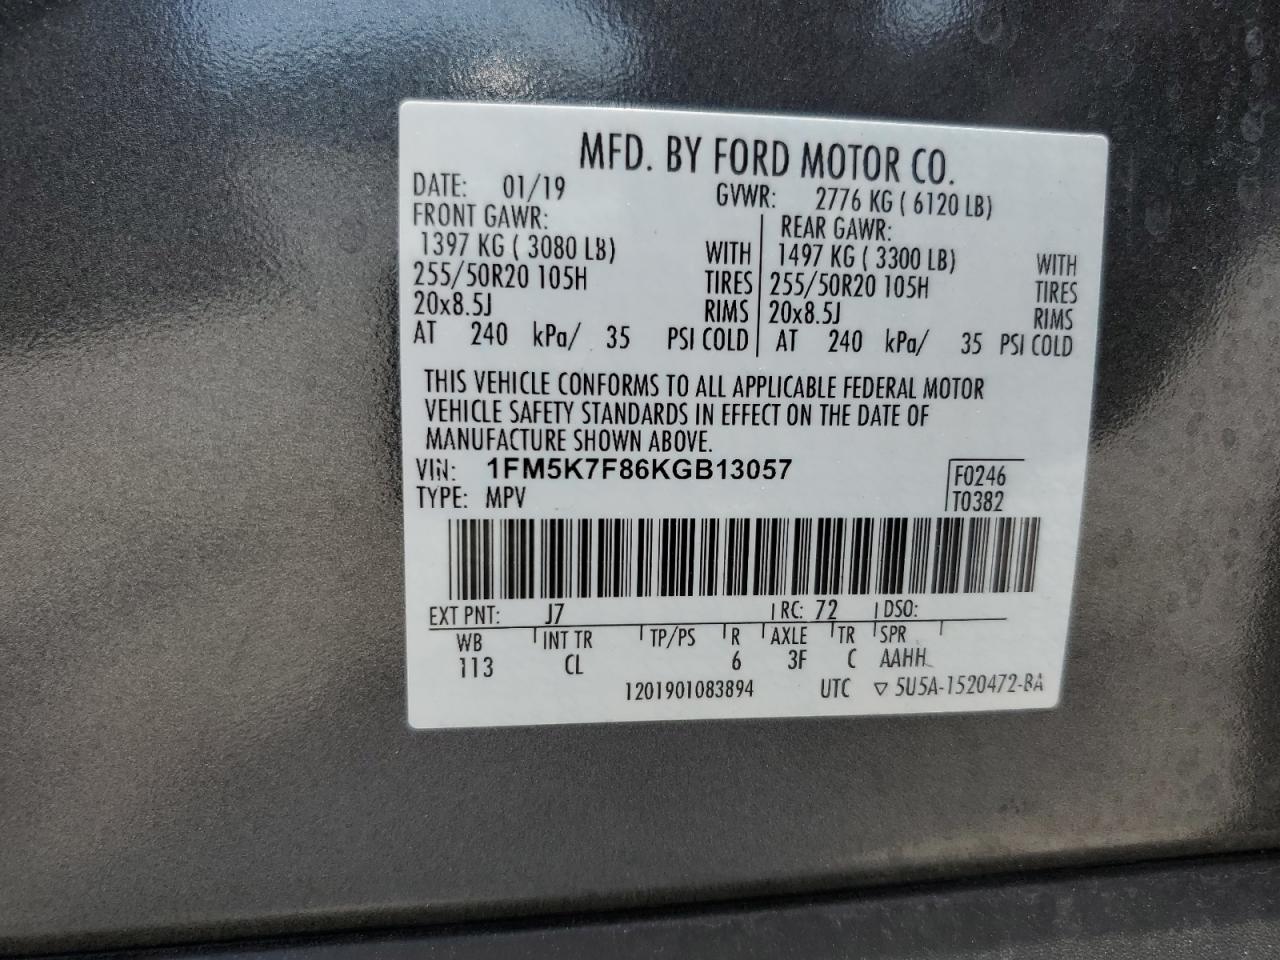 MFD. BY FORD MOTOR CO.
DATE: 01/19 GVWR: 2776 KG ( 6120 LB)
FRONT GAWR: REAR GAWR:
1397 KG ( 3080 LB) WITH 1497 KG ( 3300 LB) WITH
255/50R20 105H TIRES 255/50R20 105H TIRES
20x8.5J RIMS 20x8.5J RIMS
AT 240 kPa/ 35 PSI COLD AT 240 kPa/ 35 PSI COLD
THIS VEHICLE CONFORMS TO ALL APPLICABLE FEDERAL MOTOR
VEHICLE SAFETY STANDARDS IN EFFECT ON THE DATE OF
MANUFACTURE SHOWN ABOVE.
VIN: 1FM5K7F86KGB13057 F0246
TYPE: MPV T0382
EXT PNT: J7 RC: 72 DSO:
WB INT TR TP/PS R AXLE TR SPR
113 CL 6 3F C AAHH
1201901083894 UTC ▽ 5U5A-1520472-BA